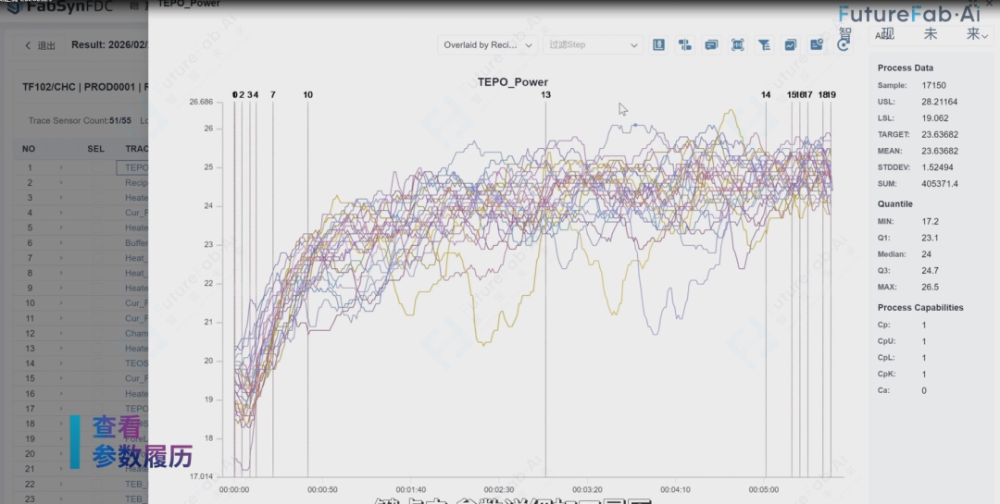 FabSynFDC
TEPO_Power
FutureFab·Ai
智现未来
退出
Result: 2026/02/
Overlaid by Reci...
过滤Step
TF102/CHC | PROD0001 | R
Trace Sensor Count:51/55
NO SEL TRAC
1 TEPO
2 Recip
3 Heate
4 Cur_F
5 Heate
6 Buffer
7 Heat_
8 Heat_
9 Heate
10 Cur_F
11 Cur_F
12 Cham
13 Heate
14 TEOS
15 Cur_F
16 Heate
17 TEPO
18
19
20
21 Heate
22 TEB_
23 TEB_
查看
参数履历
TEPO_Power
0 2 3 4 7 10 13 14 15 16 17 18 19
26.686
26
25
24
23
22
21
20
19
18
17.014
00:00:00 00:00:50 00:01:40 00:02:30 00:03:20 00:04:10 00:05:00
Process Data
Sample: 17150
USL: 28.21164
LSL: 19.062
TARGET: 23.63682
MEAN: 23.63682
STDDEV: 1.52494
SUM: 405371.4
Quantile
MIN: 17.2
Q1: 23.1
Median: 24
Q3: 24.7
MAX: 26.5
Process Capabilities
Cp: 1
CpU: 1
CpL: 1
CpK: 1
Ca: 0